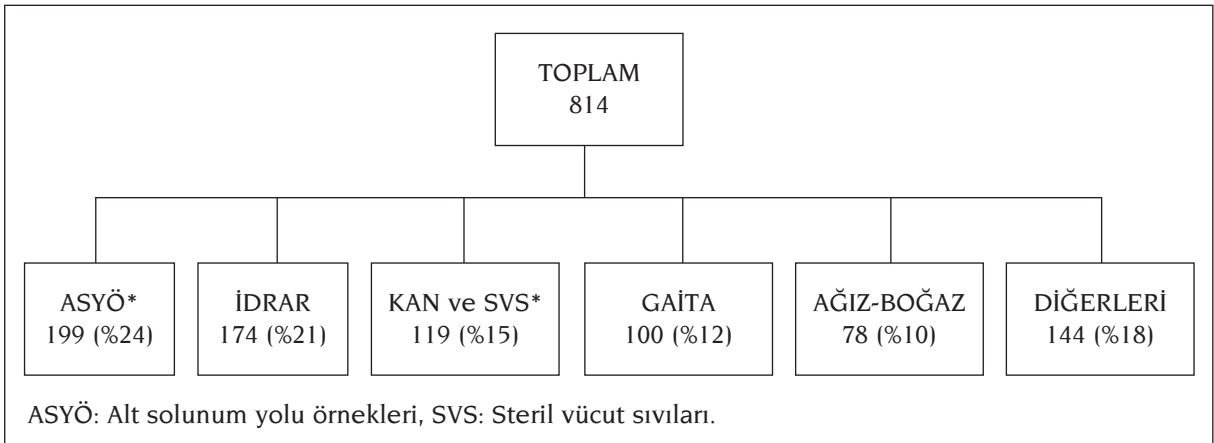 TOPLAM
814
ASYÖ*
199 (%24)
İDRAR
174 (%21)
KAN ve SVS*
119 (%15)
GAİTA
100 (%12)
AĞIZ-BOĞAZ
78 (%10)
DİĞERLERİ
144 (%18)
ASYÖ: Alt solunum yolu örnekleri, SVS: Steril vücut sıvıları.